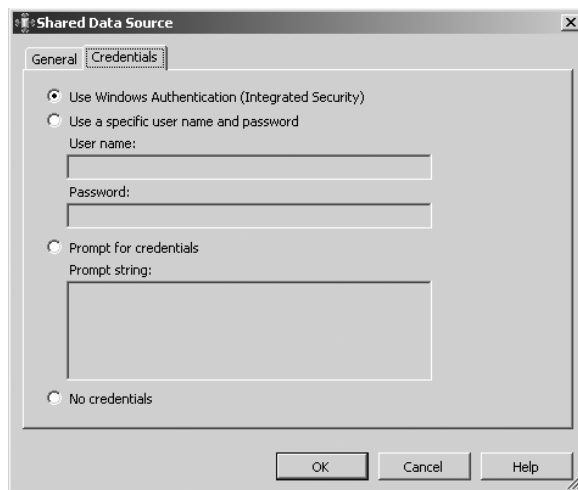 Shared Data Source
General Credentials
Use Windows Authentication (Integrated Security)
Use a specific user name and password
User name:
Password:
Prompt for credentials
Prompt string:
No credentials
OK Cancel Help